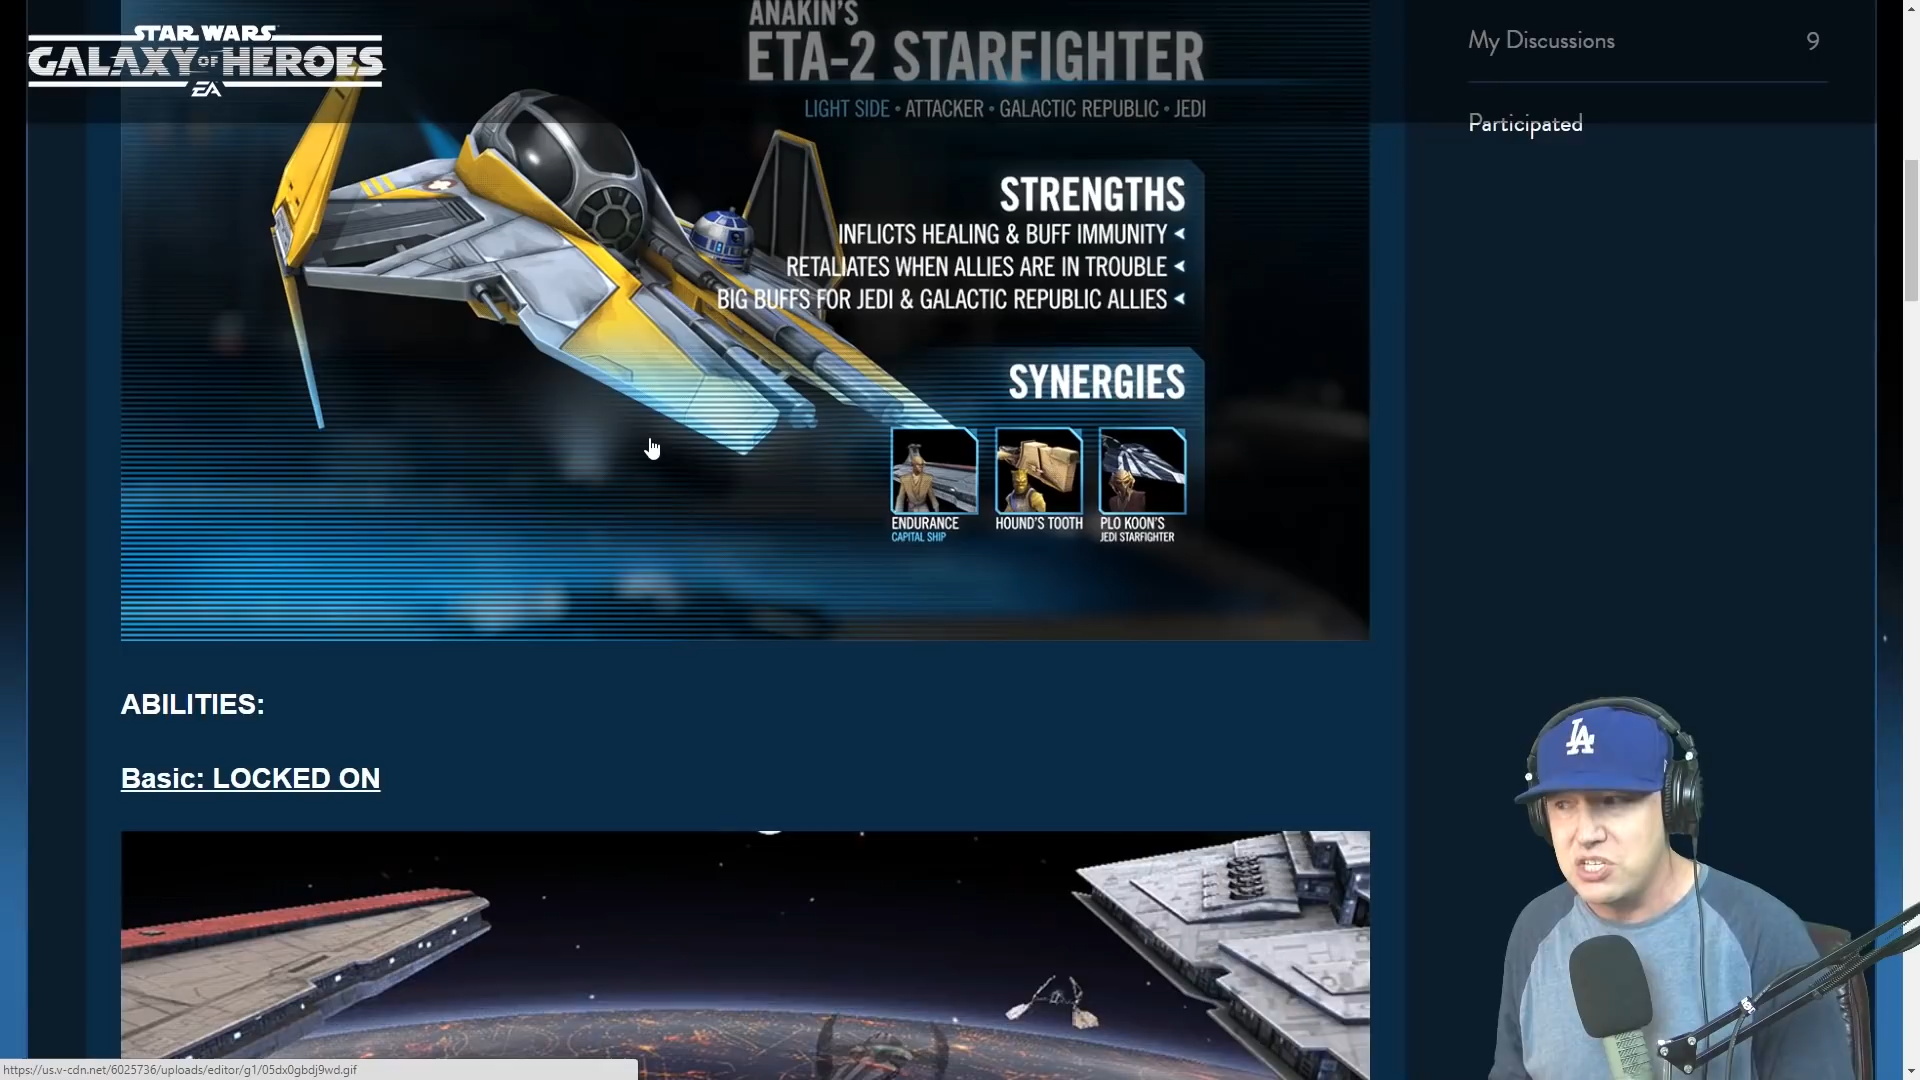 STAR WARS
GALAXY OF HEROES
EA
ANAKIN'S
ETA-2 STARFIGHTER
LIGHT SIDE • ATTACKER • GALACTIC REPUBLIC • JEDI
STRENGTHS
INFLICTS HEALING & BUFF IMMUNITY
RETALIATES WHEN ALLIES ARE IN TROUBLE
BIG BUFFS FOR JEDI & GALACTIC REPUBLIC ALLIES
SYNERGIES
ENDURANCE
CAPITAL SHIP
HOUND'S TOOTH
PLO KOON'S
JEDI STARFIGHTER
My Discussions 9
Participated
ABILITIES:
Basic: LOCKED ON
LA
https://us.v-cdn.net/6025736/uploads/editor/g1/05dx0gbdj9wd.gif